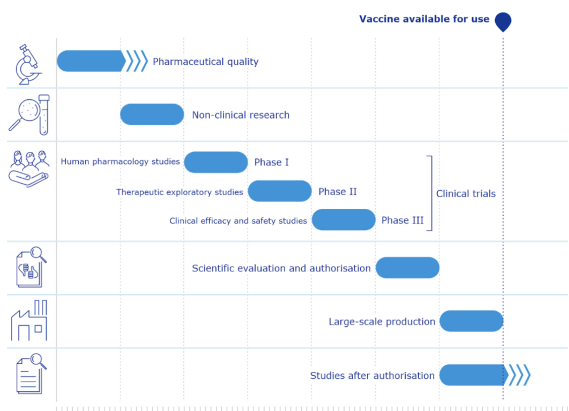 Vaccine available for use
Pharmaceutical quality
Non-clinical research
Human pharmacology studies Phase I
Therapeutic exploratory studies Phase II
Clinical trials
Clinical efficacy and safety studies Phase III
Scientific evaluation and authorisation
Large-scale production
Studies after authorisation